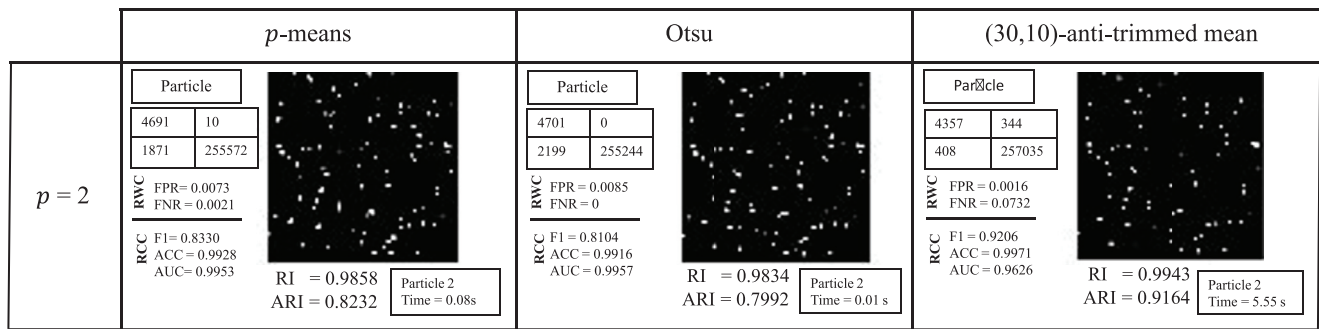 p-means
Otsu
(30,10)-anti-trimmed mean
p = 2
Particle
4691 10
1871 255572
RWC
FPR= 0.0073
FNR = 0.0021
RCC
F1= 0.8330
ACC = 0.9928
AUC= 0.9953
RI = 0.9858
ARI = 0.8232
Particle 2
Time = 0.08s
Particle
4701 0
2199 255244
RWC
FPR = 0.0085
FNR = 0
RCC
F1 = 0.8104
ACC = 0.9916
AUC = 0.9957
RI = 0.9834
ARI = 0.7992
Particle 2
Time = 0.01 s
Par☒cle
4357 344
408 257035
RWC
FPR = 0.0016
FNR = 0.0732
RCC
F1 = 0.9206
ACC = 0.9971
AUC = 0.9626
RI = 0.9943
ARI = 0.9164
Particle 2
Time = 5.55 s